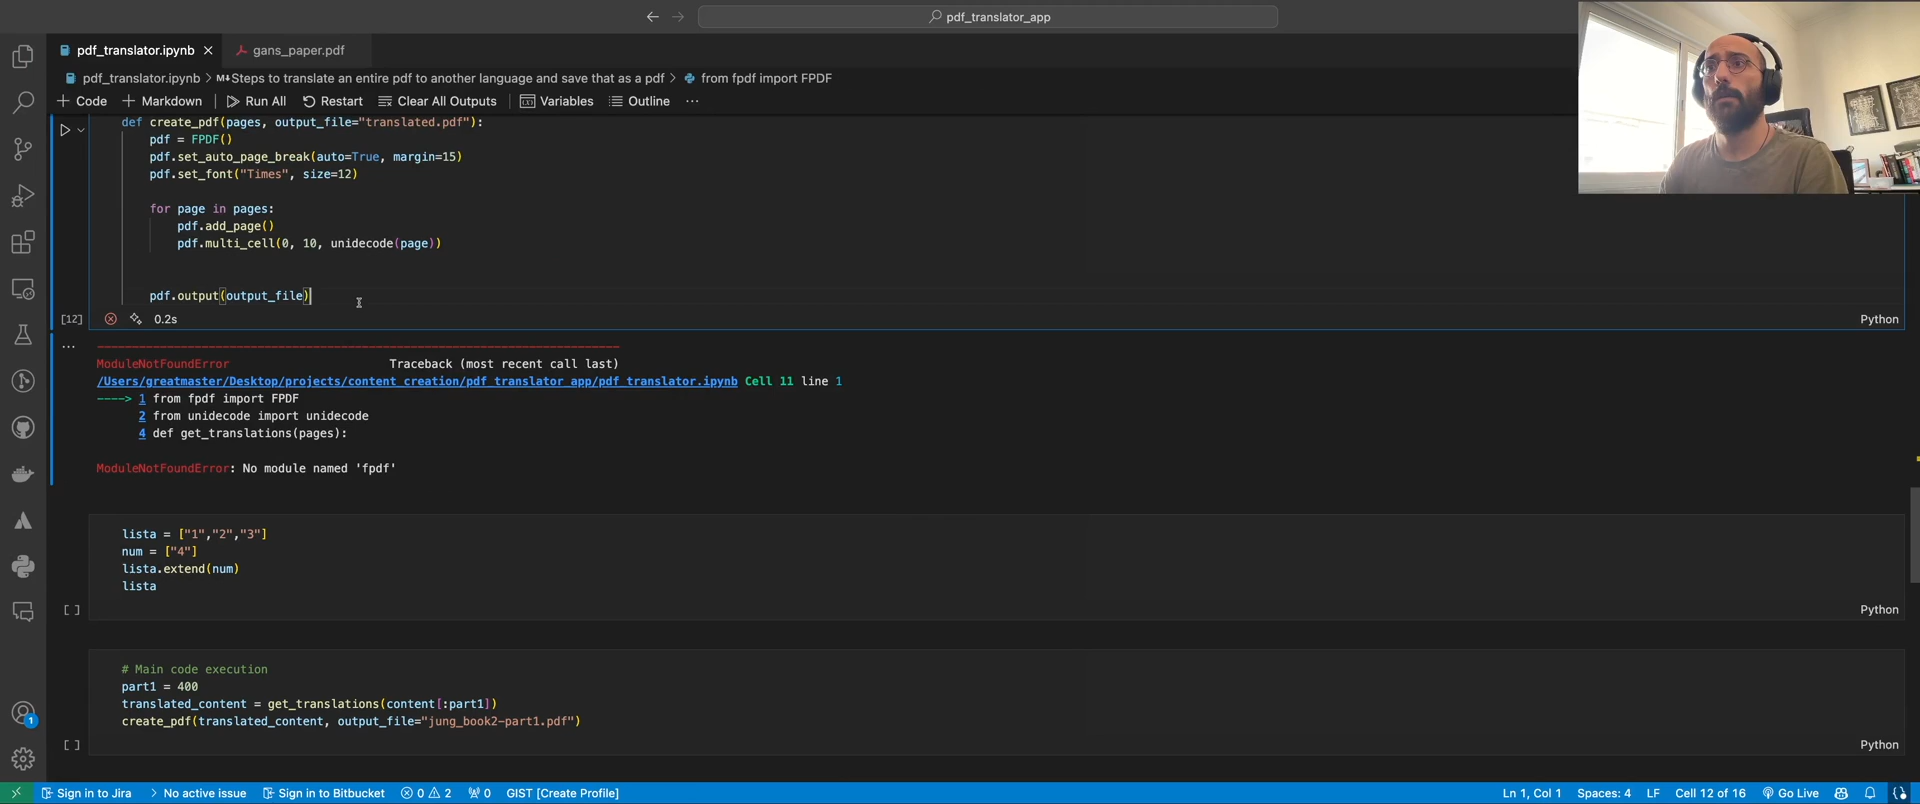 pdf_translator_app
pdf_translator.ipynb
gans_paper.pdf
pdf_translator.ipynb > M↓Steps to translate an entire pdf to another language and save that as a pdf > from fpdf import FPDF
+ Code + Markdown | Run All Restart Clear All Outputs | Variables Outline ...
def create_pdf(pages, output_file="translated.pdf"):
pdf = FPDF()
pdf.set_auto_page_break(auto=True, margin=15)
pdf.set_font("Times", size=12)
for page in pages:
pdf.add_page()
pdf.multi_cell(0, 10, unidecode(page))
pdf.output(output_file)
[12] 0.2s Python
...
ModuleNotFoundError Traceback (most recent call last)
/Users/greatmaster/Desktop/projects/content_creation/pdf_translator_app/pdf_translator.ipynb Cell 11 line 1
----> 1 from fpdf import FPDF
2 from unidecode import unidecode
4 def get_translations(pages):
ModuleNotFoundError: No module named 'fpdf'
lista = ["1","2","3"]
num = ["4"]
lista.extend(num)
lista
[ ] Python
# Main code execution
part1 = 400
translated_content = get_translations(content[:part1])
create_pdf(translated_content, output_file="jung_book2-part1.pdf")
[ ] Python
1
Sign in to Jira > No active issue Sign in to Bitbucket 0 2 0 GIST [Create Profile] Ln 1, Col 1 Spaces: 4 LF Cell 12 of 16 Go Live